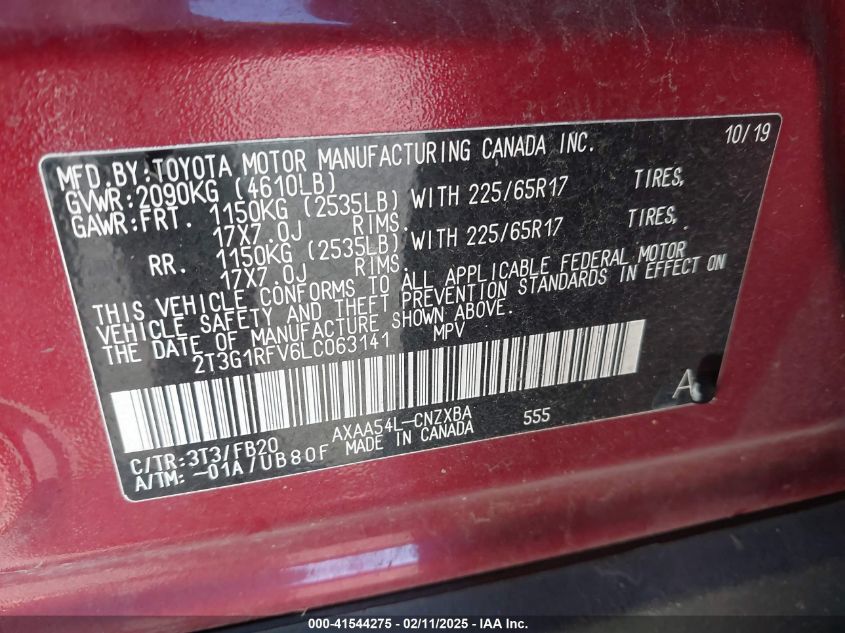 MFD. BY: TOYOTA MOTOR MANUFACTURING CANADA INC. 10/19
GVWR: 2090KG (4610LB)
GAWR: FRT. 1150KG (2535LB) WITH 225/65R17 TIRES,
17X7.0J RIMS.
RR. 1150KG (2535LB) WITH 225/65R17 TIRES,
17X7.0J RIMS.
THIS VEHICLE CONFORMS TO ALL APPLICABLE FEDERAL MOTOR
VEHICLE SAFETY AND THEFT PREVENTION STANDARDS IN EFFECT ON
THE DATE OF MANUFACTURE SHOWN ABOVE.
2T3G1RFV6LC063141 MPV
A
C/TR: 3T3/FB20 AXAA54L-CNZXBA 555
A/TM: -01A/UB80F MADE IN CANADA
000-41544275 - 02/11/2025 - IAA Inc.